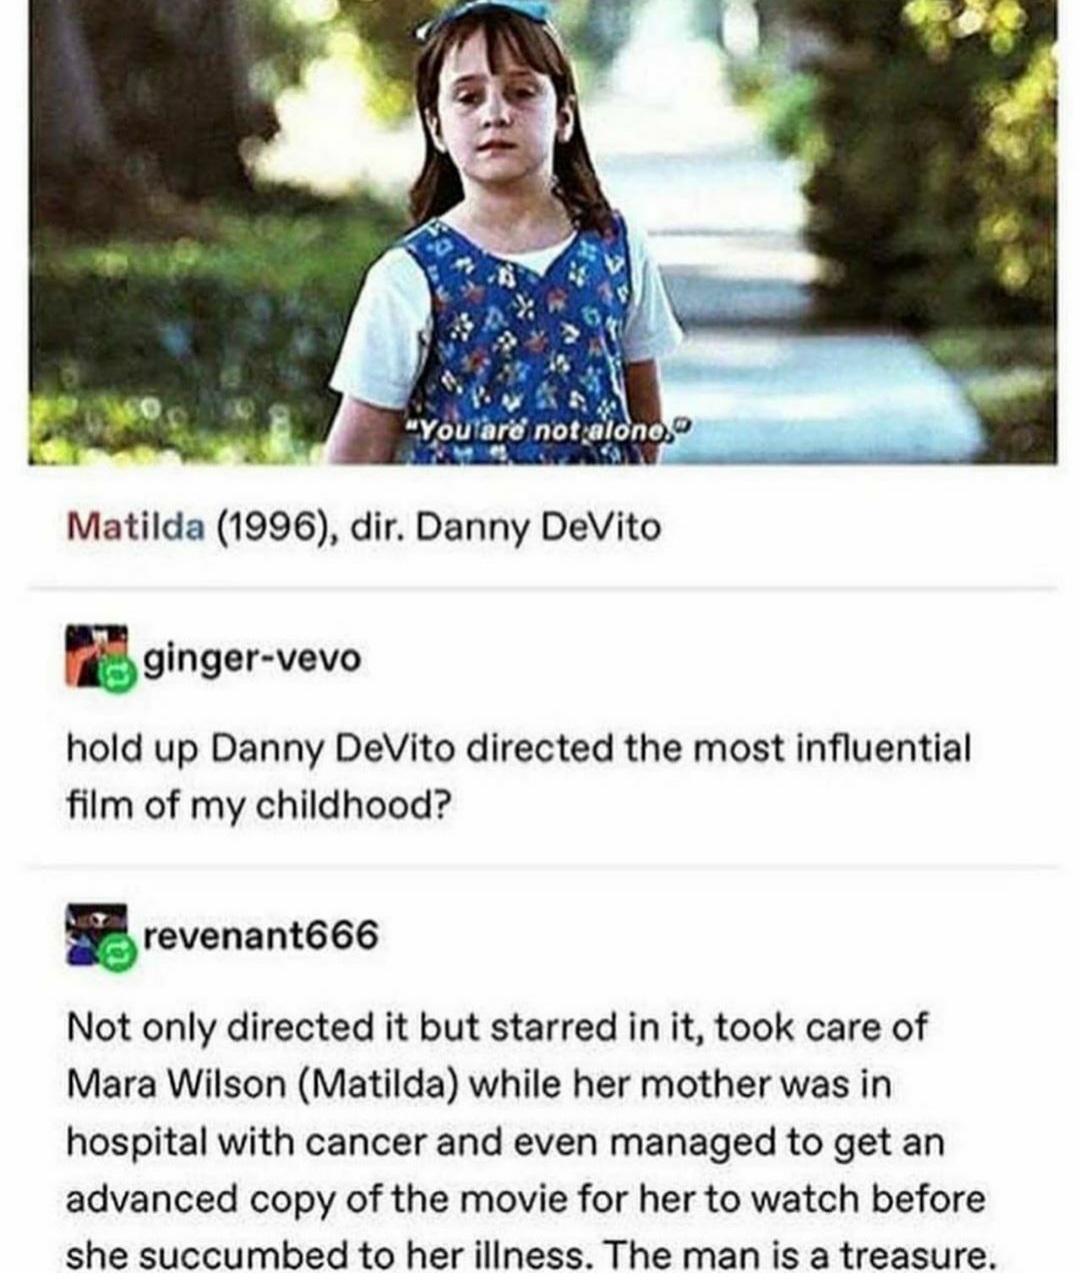 "You are not alone."
Matilda (1996), dir. Danny DeVito
ginger-vevo
hold up Danny DeVito directed the most influential
film of my childhood?
revenant666
Not only directed it but starred in it, took care of
Mara Wilson (Matilda) while her mother was in
hospital with cancer and even managed to get an
advanced copy of the movie for her to watch before
she succumbed to her illness. The man is a treasure.